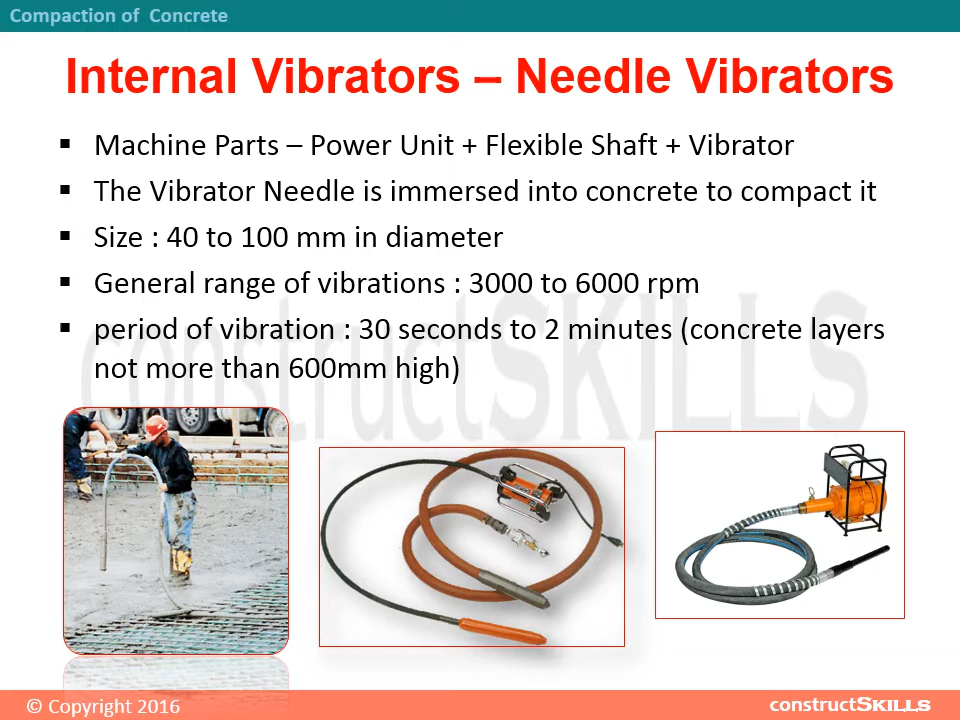 Compaction of Concrete
Internal Vibrators – Needle Vibrators
▪ Machine Parts – Power Unit + Flexible Shaft + Vibrator
▪ The Vibrator Needle is immersed into concrete to compact it
▪ Size : 40 to 100 mm in diameter
▪ General range of vibrations : 3000 to 6000 rpm
▪ period of vibration : 30 seconds to 2 minutes (concrete layers
not more than 600mm high)
constructSKILLS
© Copyright 2016
constructSKILLS